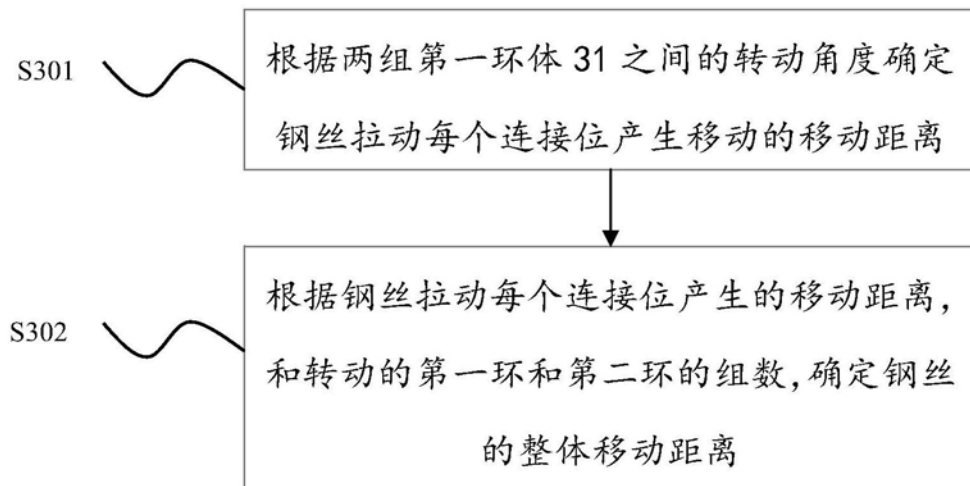 S301
根据两组第一环体 31 之间的转动角度确定
钢丝拉动每个连接位产生移动的移动距离
S302
根据钢丝拉动每个连接位产生的移动距离,
和转动的第一环和第二环的组数,确定钢丝
的整体移动距离